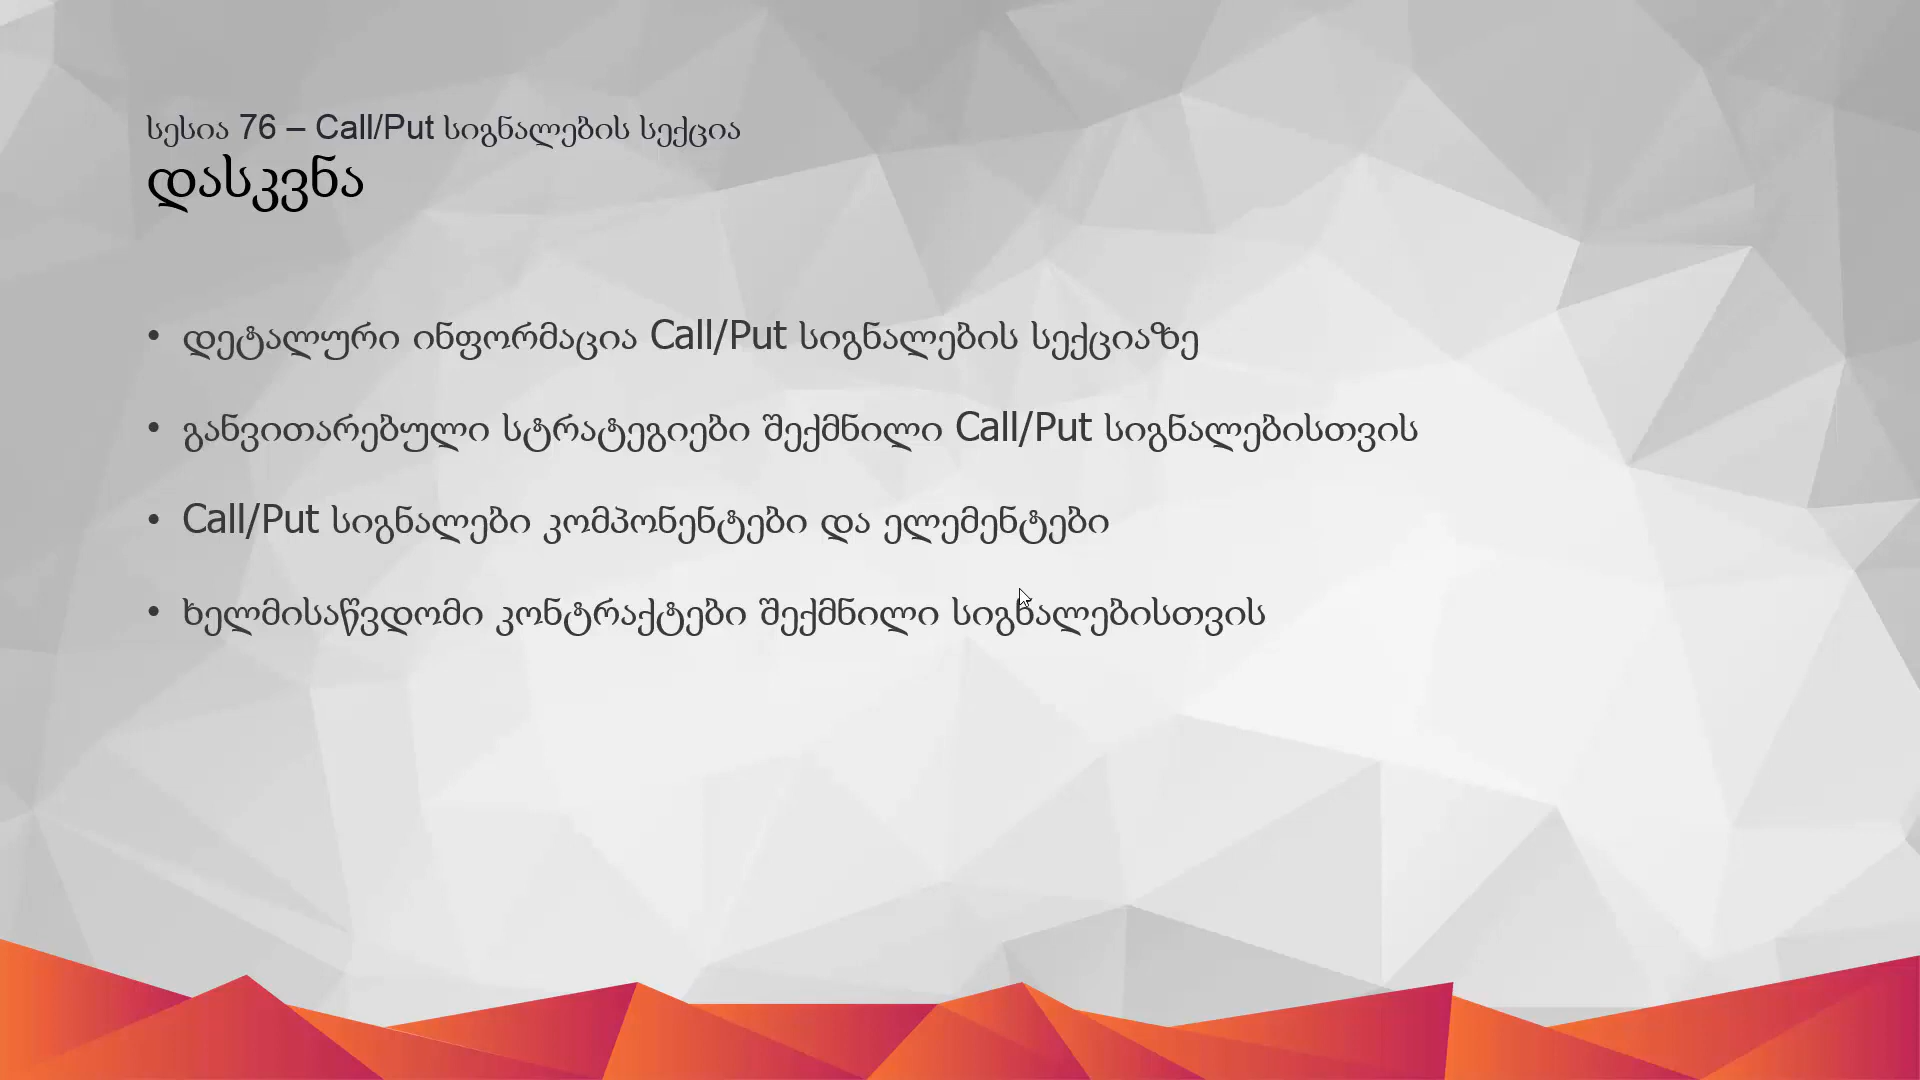 სესია 76 – Call/Put სიგნალების სექცია
დასკვნა
• დეტალური ინფორმაცია Call/Put სიგნალების სექციაზე
• განვითარებული სტრატეგიები შექმნილი Call/Put სიგნალებისთვის
• Call/Put სიგნალები კომპონენტები და ელემენტები
• ხელმისაწვდომი კონტრაქტები შექმნილი სიგნალებისთვის